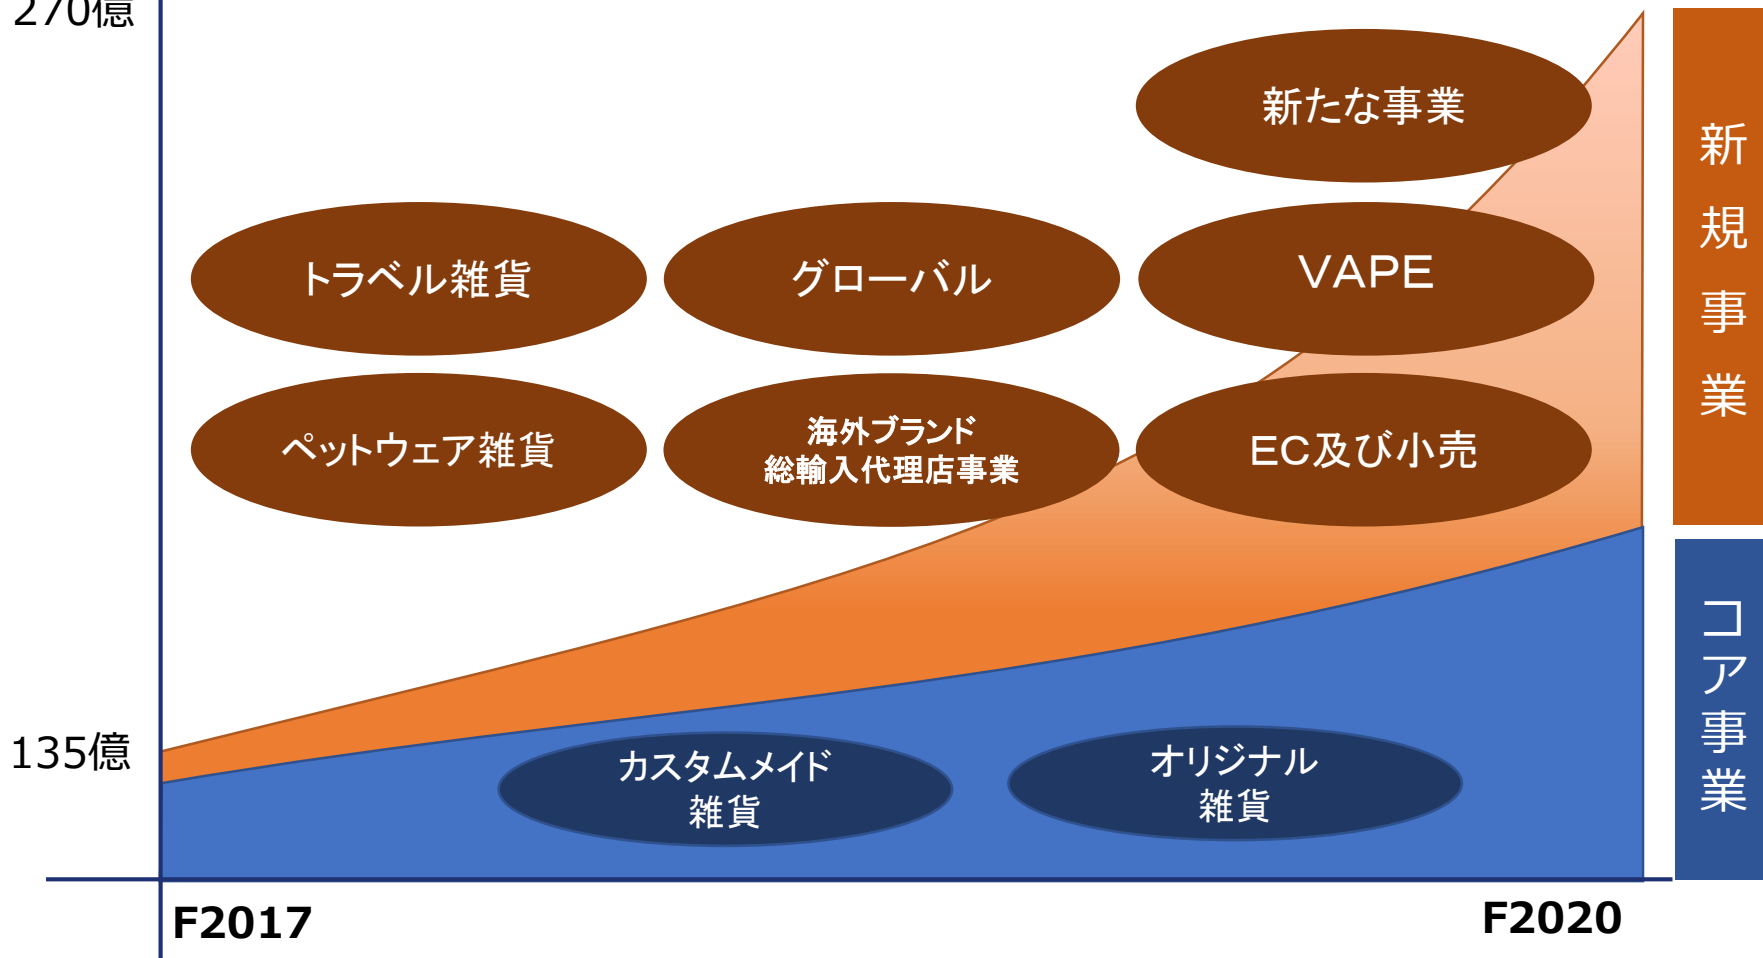 270億
新たな事業
トラベル雑貨
グローバル
VAPE
ペットウェア雑貨
海外ブランド
総輸入代理店事業
EC及び小売
新規事業
135億
カスタムメイド
雑貨
オリジナル
雑貨
コア事業
F2017
F2020